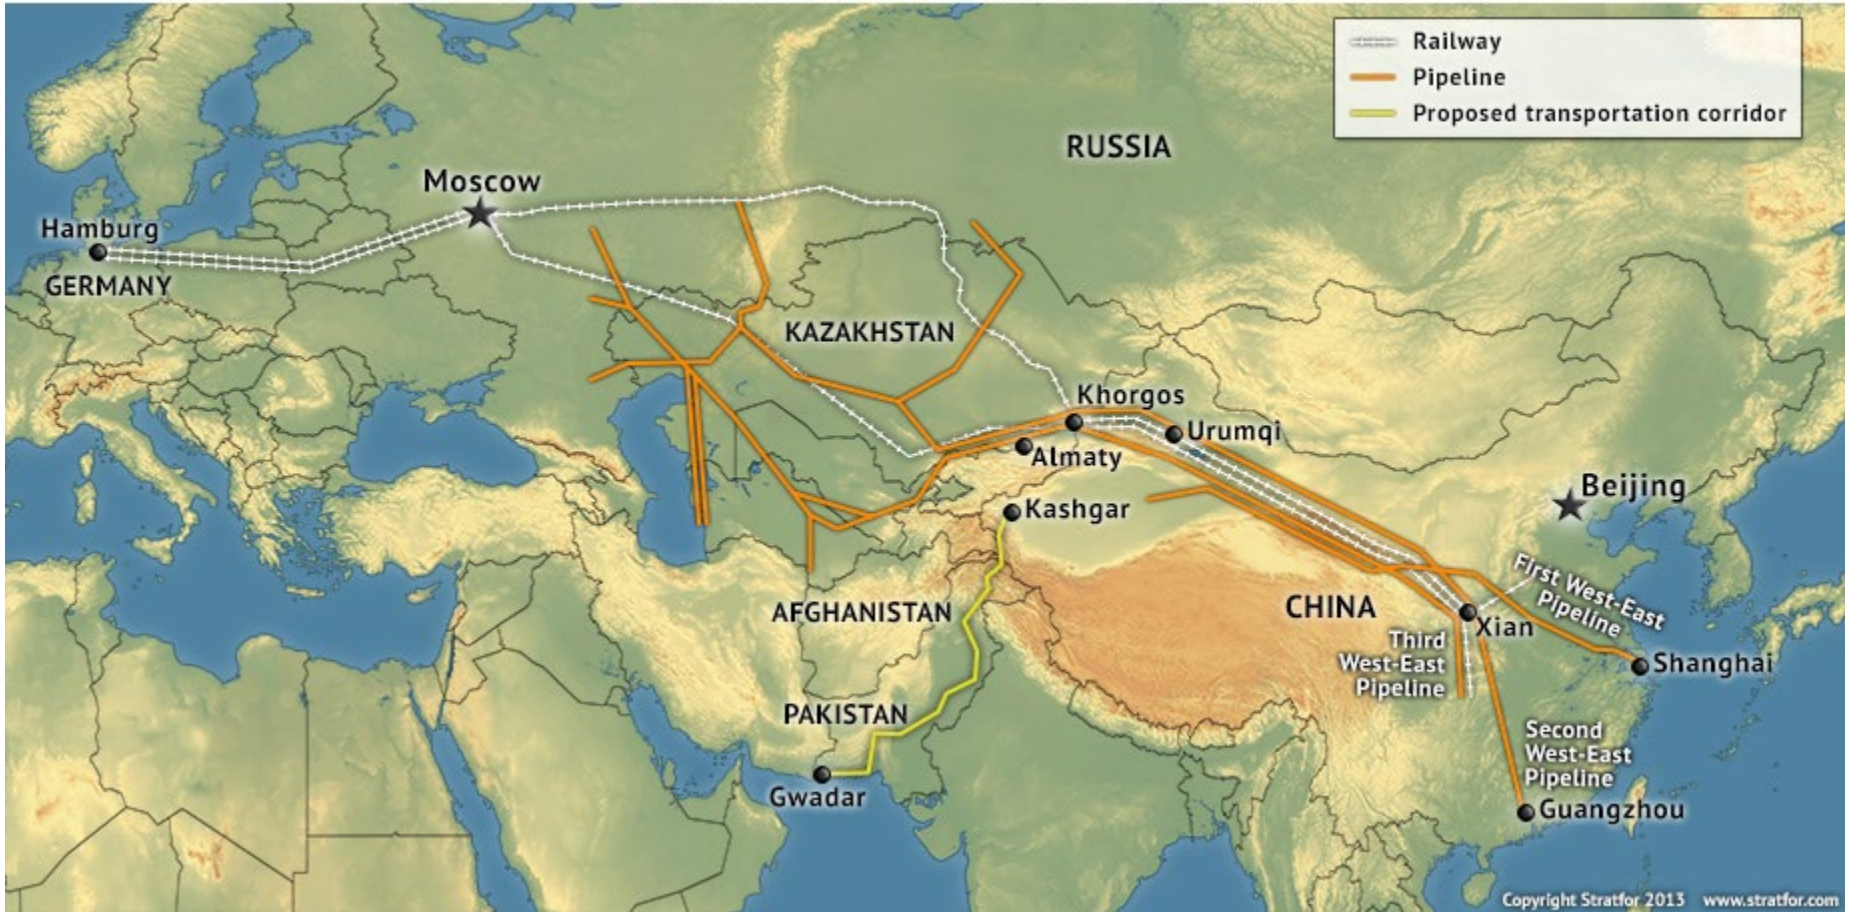 Railway
Pipeline
Proposed transportation corridor
RUSSIA
Moscow
Hamburg
GERMANY
KAZAKHSTAN
Khorgos
Urumqi
Almaty
Beijing
Kashgar
First West-East
Pipeline
AFGHANISTAN
CHINA
Xian
Third
West-East
Pipeline
Shanghai
PAKISTAN
Second
West-East
Pipeline
Gwadar
Guangzhou
Copyright Stratfor 2013 www.stratfor.com